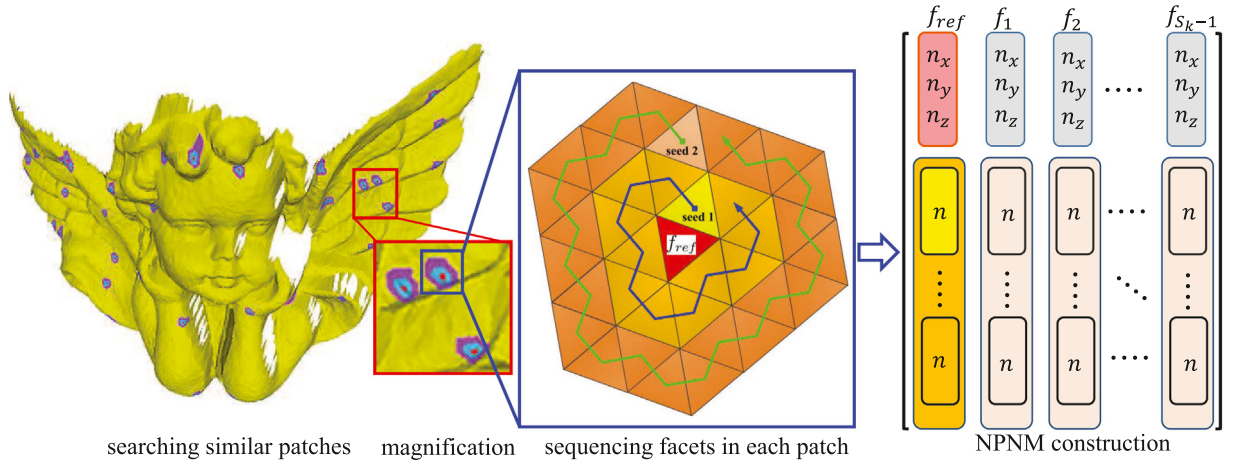 f_ref f_1 f_2 f_{S_k-1}
n_x n_x n_x n_x
n_y n_y n_y .... n_y
n_z n_z n_z n_z
seed 2
seed 1
f_ref
n n n .... n
n n n .... n
searching similar patches magnification sequencing facets in each patch NPNM construction